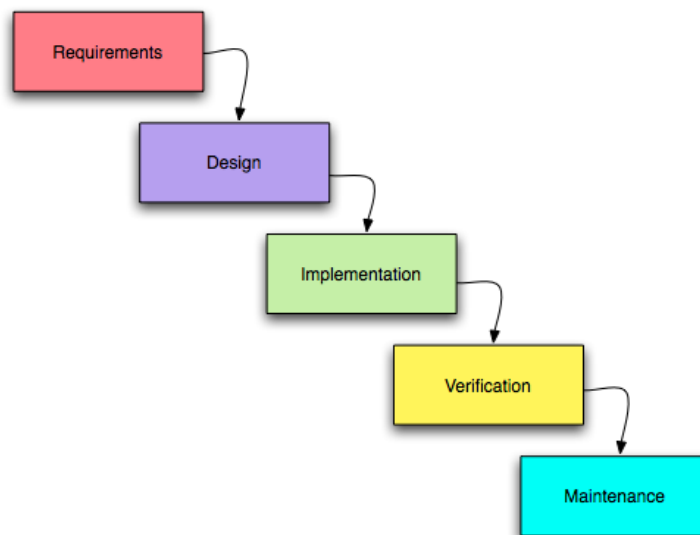 Requirements
Design
Implementation
Verification
Maintenance